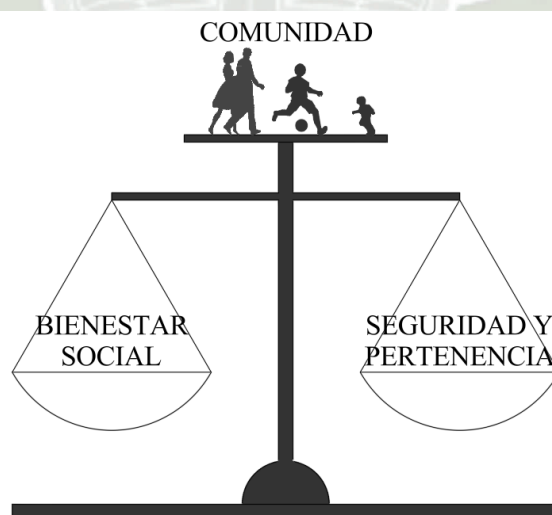 COMUNIDAD
BIENESTAR
SOCIAL
SEGURIDAD Y
PERTENENCIA